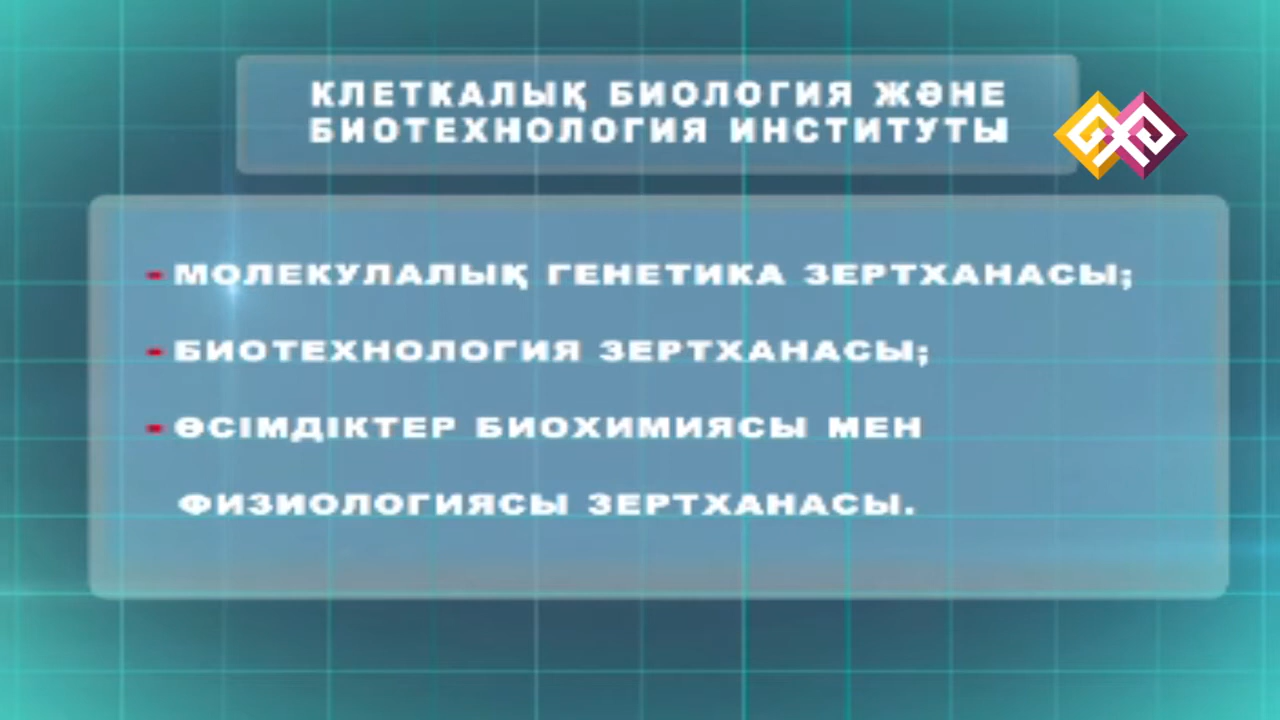 КЛЕТКАЛЫҚ БИОЛОГИЯ ЖӘНЕ
БИОТЕХНОЛОГИЯ ИНСТИТУТЫ
- МОЛЕКУЛАЛЫҚ ГЕНЕТИКА ЗЕРТХАНАСЫ;
- БИОТЕХНОЛОГИЯ ЗЕРТХАНАСЫ;
- ӨСІМДІКТЕР БИОХИМИЯСЫ МЕН
ФИЗИОЛОГИЯСЫ ЗЕРТХАНАСЫ.